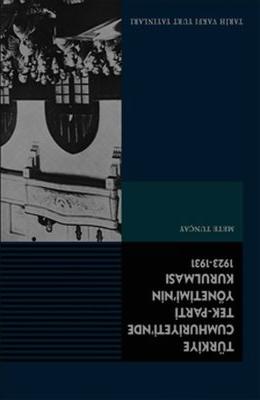 TÜRKİYE
CUMHURİYETİ'NDE
TEK-PARTİ
YÖNETİMİ'NİN
KURULMASI
1923-1931
METE TUNÇAY
TARİH VAKFI YURT YAYINLARI